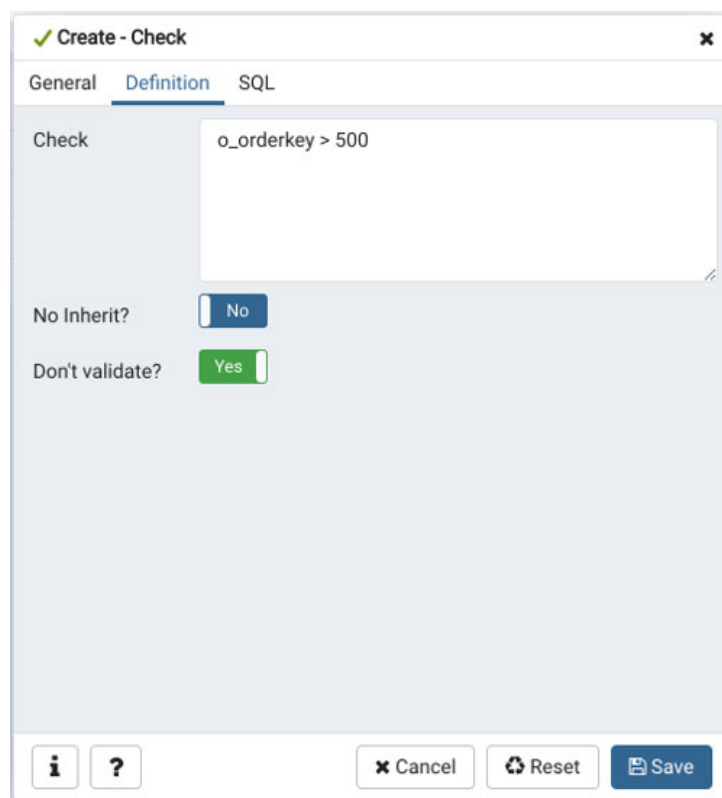 Create - Check
General Definition SQL
Check o_orderkey > 500
No Inherit? No
Don't validate? Yes
i ? Cancel Reset Save